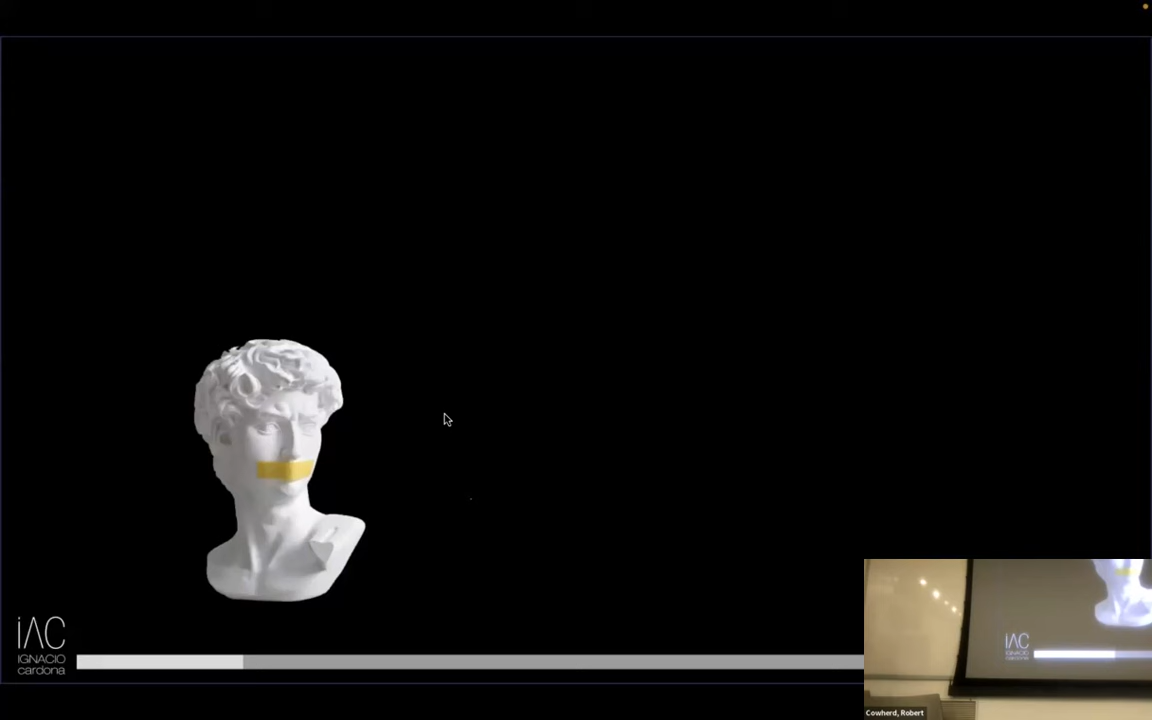 iAC
IGNACIO
cardona
iAC
IGNACIO
cardona
Cowherd, Robert